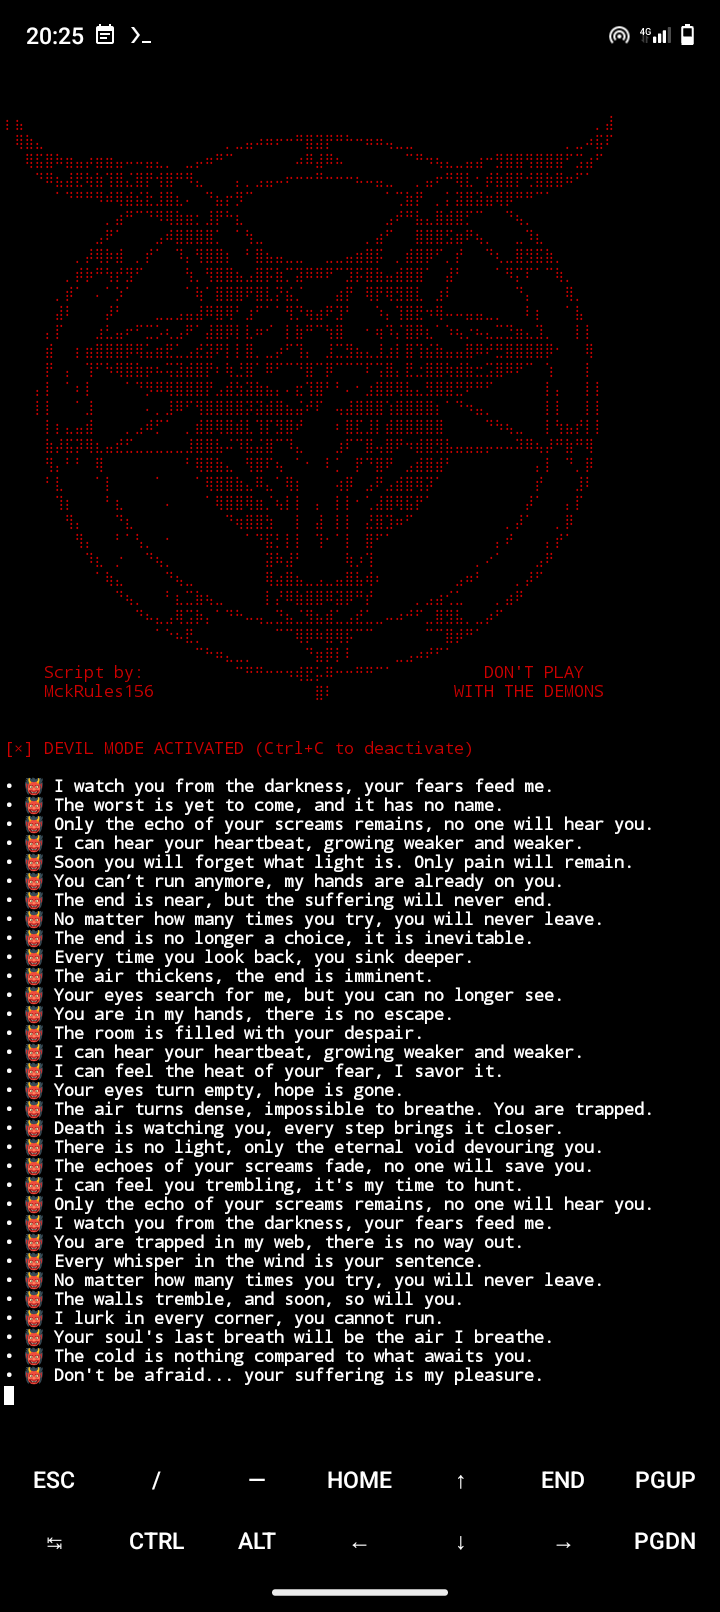 20:25
4G
Script by: DON'T PLAY
MckRules156 WITH THE DEMONS
[×] DEVIL MODE ACTIVATED (Ctrl+C to deactivate)
• 👹 I watch you from the darkness, your fears feed me.
• 👹 The worst is yet to come, and it has no name.
• 👹 Only the echo of your screams remains, no one will hear you.
• 👹 I can hear your heartbeat, growing weaker and weaker.
• 👹 Soon you will forget what light is. Only pain will remain.
• 👹 You can’t run anymore, my hands are already on you.
• 👹 The end is near, but the suffering will never end.
• 👹 No matter how many times you try, you will never leave.
• 👹 The end is no longer a choice, it is inevitable.
• 👹 Every time you look back, you sink deeper.
• 👹 The air thickens, the end is imminent.
• 👹 Your eyes search for me, but you can no longer see.
• 👹 You are in my hands, there is no escape.
• 👹 The room is filled with your despair.
• 👹 I can hear your heartbeat, growing weaker and weaker.
• 👹 I can feel the heat of your fear, I savor it.
• 👹 Your eyes turn empty, hope is gone.
• 👹 The air turns dense, impossible to breathe. You are trapped.
• 👹 Death is watching you, every step brings it closer.
• 👹 There is no light, only the eternal void devouring you.
• 👹 The echoes of your screams fade, no one will save you.
• 👹 I can feel you trembling, it's my time to hunt.
• 👹 Only the echo of your screams remains, no one will hear you.
• 👹 I watch you from the darkness, your fears feed me.
• 👹 You are trapped in my web, there is no way out.
• 👹 Every whisper in the wind is your sentence.
• 👹 No matter how many times you try, you will never leave.
• 👹 The walls tremble, and soon, so will you.
• 👹 I lurk in every corner, you cannot run.
• 👹 Your soul's last breath will be the air I breathe.
• 👹 The cold is nothing compared to what awaits you.
• 👹 Don't be afraid... your suffering is my pleasure.
ESC / — HOME ↑ END PGUP
↹ CTRL ALT ← ↓ → PGDN